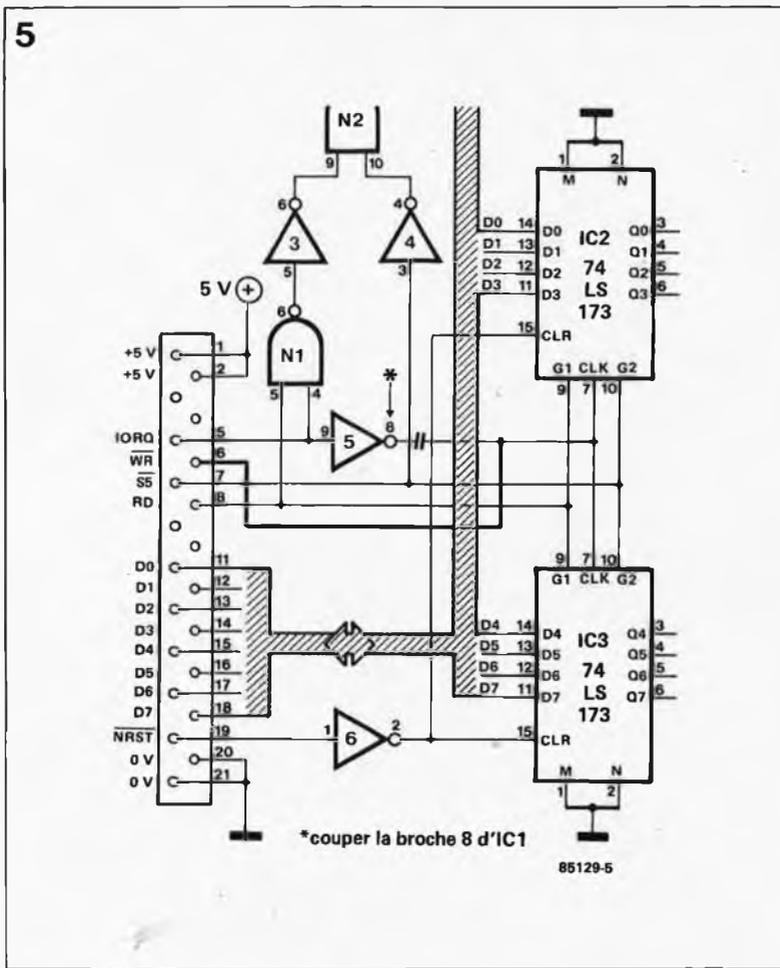 5
N2
9 10
6
3
5
4
4
3
5 V +
6
N1
5 4
*
9 5 8
+5 V 1
+5 V 2
IORQ 5
WR 6
S5 7
RD 8
D0 11
D1 12
D2 13
D3 14
D4 15
D5 16
D6 17
D7 18
NRST 19
0 V 20
0 V 21
1 6 2
1 2
M N
D0 14 D0 IC2 Q0 3
D1 13 D1 74 Q1 4
D2 12 D2 LS Q2 5
D3 11 D3 173 Q3 6
15 CLR
G1 CLK G2
9 7 10
9 7 10
G1 CLK G2
D4 14 D4 IC3 Q4 3
D5 13 D5 74 Q5 4
D6 12 D6 LS Q6 5
D7 11 D7 173 Q7 6
15 CLR
M N
1 2
*couper la broche 8 d'IC1
85129-5